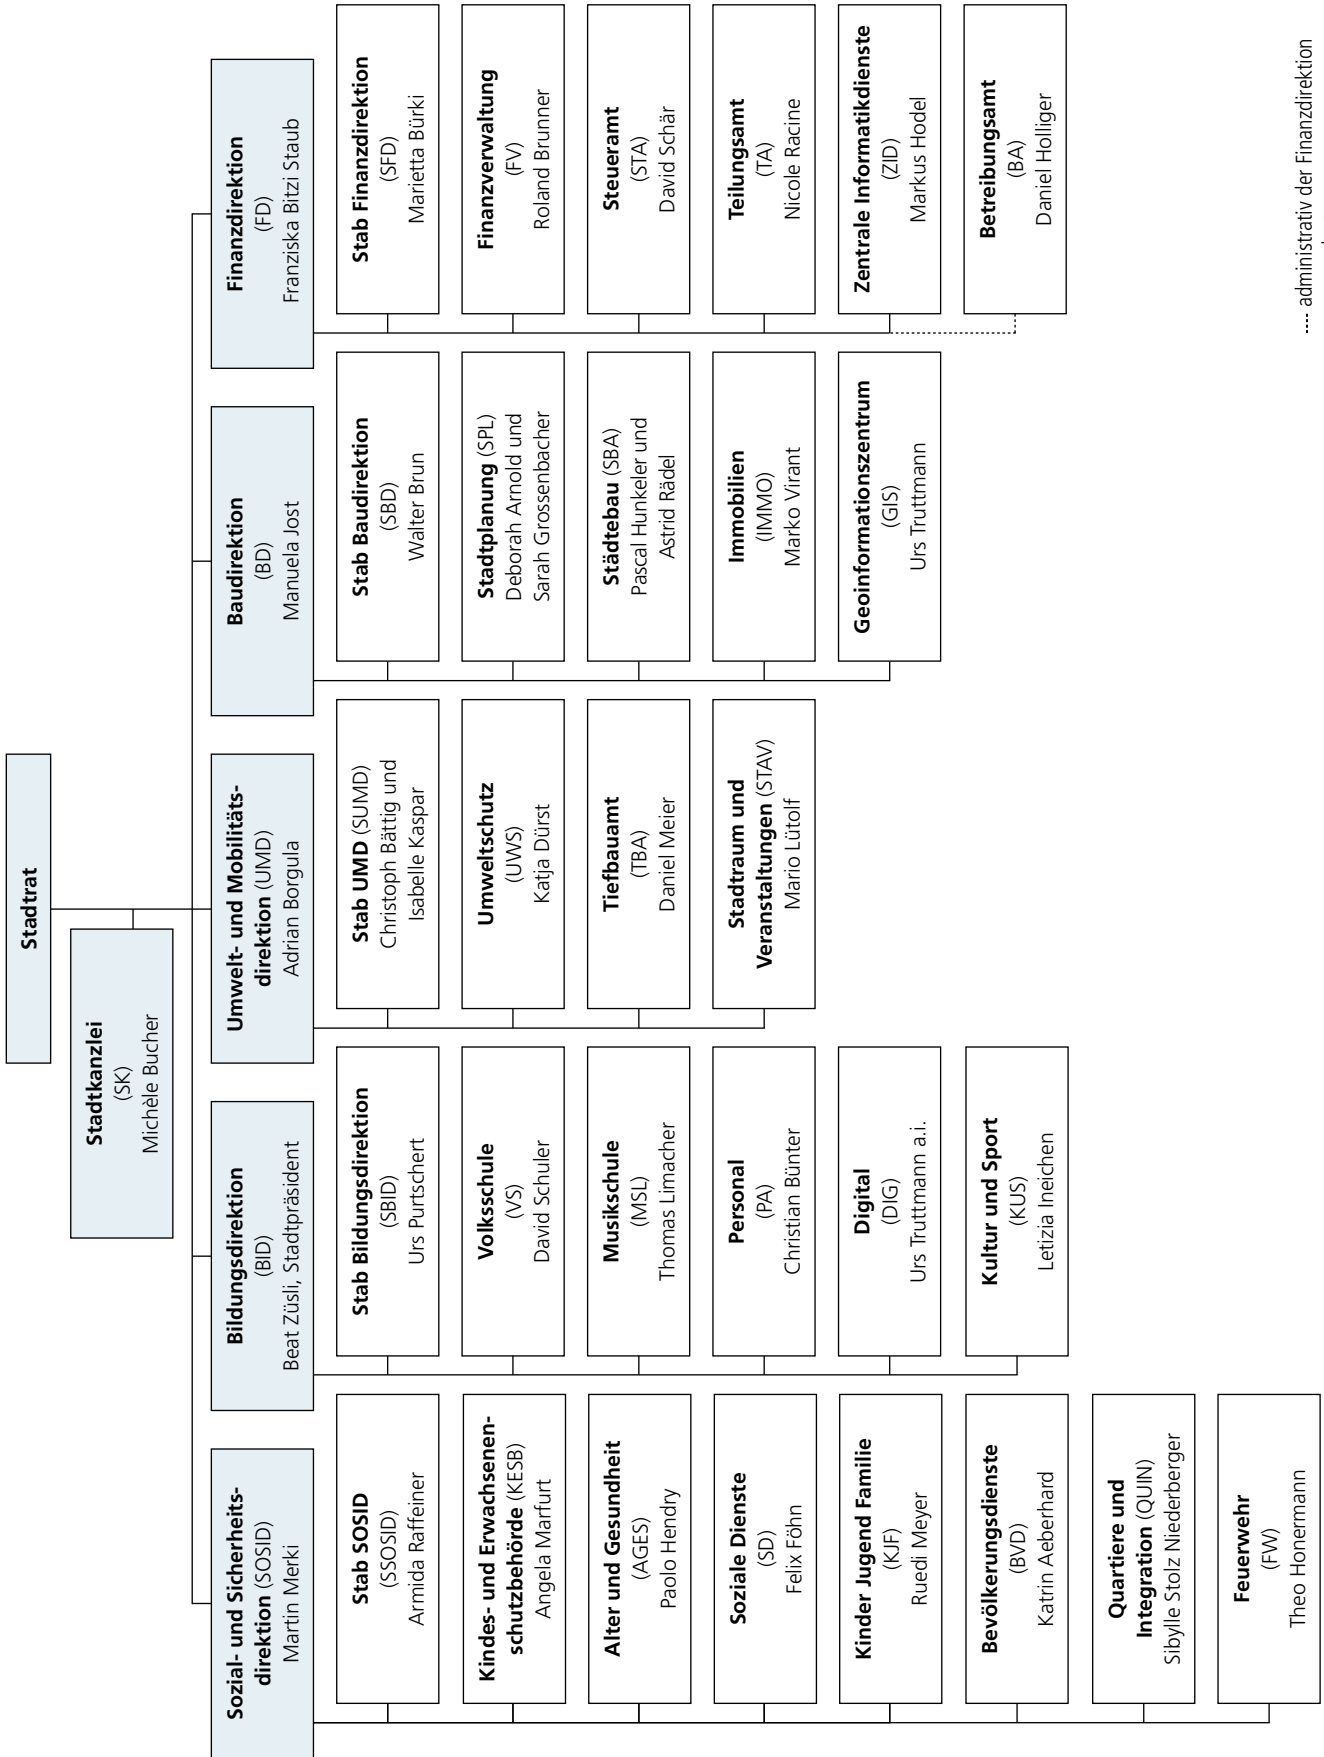 Stadtrat
Stadtkanzlei
(SK)
Michèle Bucher
Sozial- und Sicherheits-
direktion (SOSID)
Martin Merki
Stab SOSID
(SSOSID)
Armida Raffeiner
Kindes- und Erwachsenen-
schutzbehörde (KESB)
Angela Marfurt
Alter und Gesundheit
(AGES)
Paolo Hendry
Soziale Dienste
(SD)
Felix Föhn
Kinder Jugend Familie
(KJF)
Ruedi Meyer
Bevölkerungsdienste
(BVD)
Katrin Aeberhard
Quartiere und
Integration (QUIN)
Sibylle Stolz Niederberger
Feuerwehr
(FW)
Theo Honermann
Bildungsdirektion
(BID)
Beat Züsli, Stadtpräsident
Stab Bildungsdirektion
(SBID)
Urs Purtschert
Volksschule
(VS)
David Schuler
Musikschule
(MSL)
Thomas Limacher
Personal
(PA)
Christian Bünter
Digital
(DIG)
Urs Truttmann a.i.
Kultur und Sport
(KUS)
Letizia Ineichen
Umwelt- und Mobilitäts-
direktion (UMD)
Adrian Borgula
Stab UMD (SUMD)
Christoph Bättig und
Isabelle Kaspar
Umweltschutz
(UWS)
Katja Dürst
Tiefbauamt
(TBA)
Daniel Meier
Stadtraum und
Veranstaltungen (STAV)
Mario Lütolf
Baudirektion
(BD)
Manuela Jost
Stab Baudirektion
(SBD)
Walter Brun
Stadtplanung (SPL)
Deborah Arnold und
Sarah Grossenbacher
Städtebau (SBA)
Pascal Hunkeler und
Astrid Rädel
Immobilien
(IMMO)
Marko Virant
Geoinformationszentrum
(GIS)
Urs Truttmann
Finanzdirektion
(FD)
Franziska Bitzi Staub
Stab Finanzdirektion
(SFD)
Marietta Bürki
Finanzverwaltung
(FV)
Roland Brunner
Steueramt
(STA)
David Schär
Teilungsamt
(TA)
Nicole Racine
Zentrale Informatikdienste
(ZID)
Markus Hodel
Betreibungsamt
(BA)
Daniel Holliger
---- administrativ der Finanzdirektion